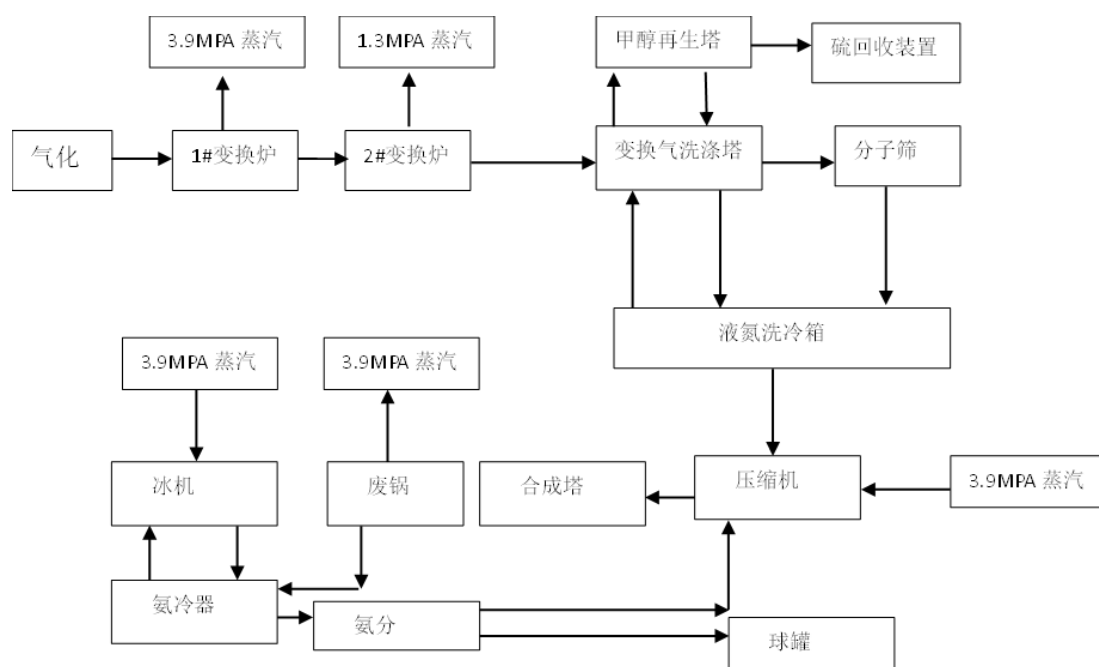 3.9MPA 蒸汽
1.3MPA 蒸汽
甲醇再生塔
硫回收装置
气化
1#变换炉
2#变换炉
变换气洗涤塔
分子筛
液氮洗冷箱
3.9MPA 蒸汽
3.9MPA 蒸汽
冰机
废锅
合成塔
压缩机
3.9MPA 蒸汽
氨冷器
氨分
球罐